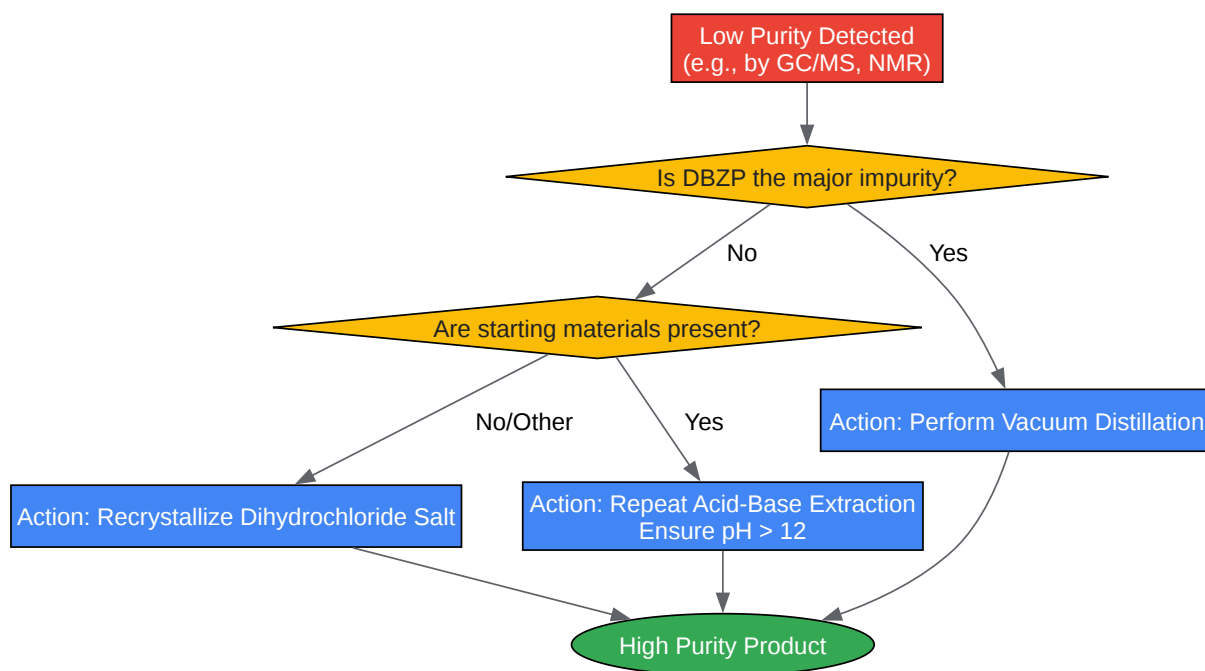 Low Purity Detected
(e.g., by GC/MS, NMR)
Is DBZP the major impurity?
No
Yes
Are starting materials present?
No/Other
Yes
Action: Perform Vacuum Distillation
Action: Recrystallize Dihydrochloride Salt
Action: Repeat Acid-Base Extraction
Ensure pH > 12
High Purity Product